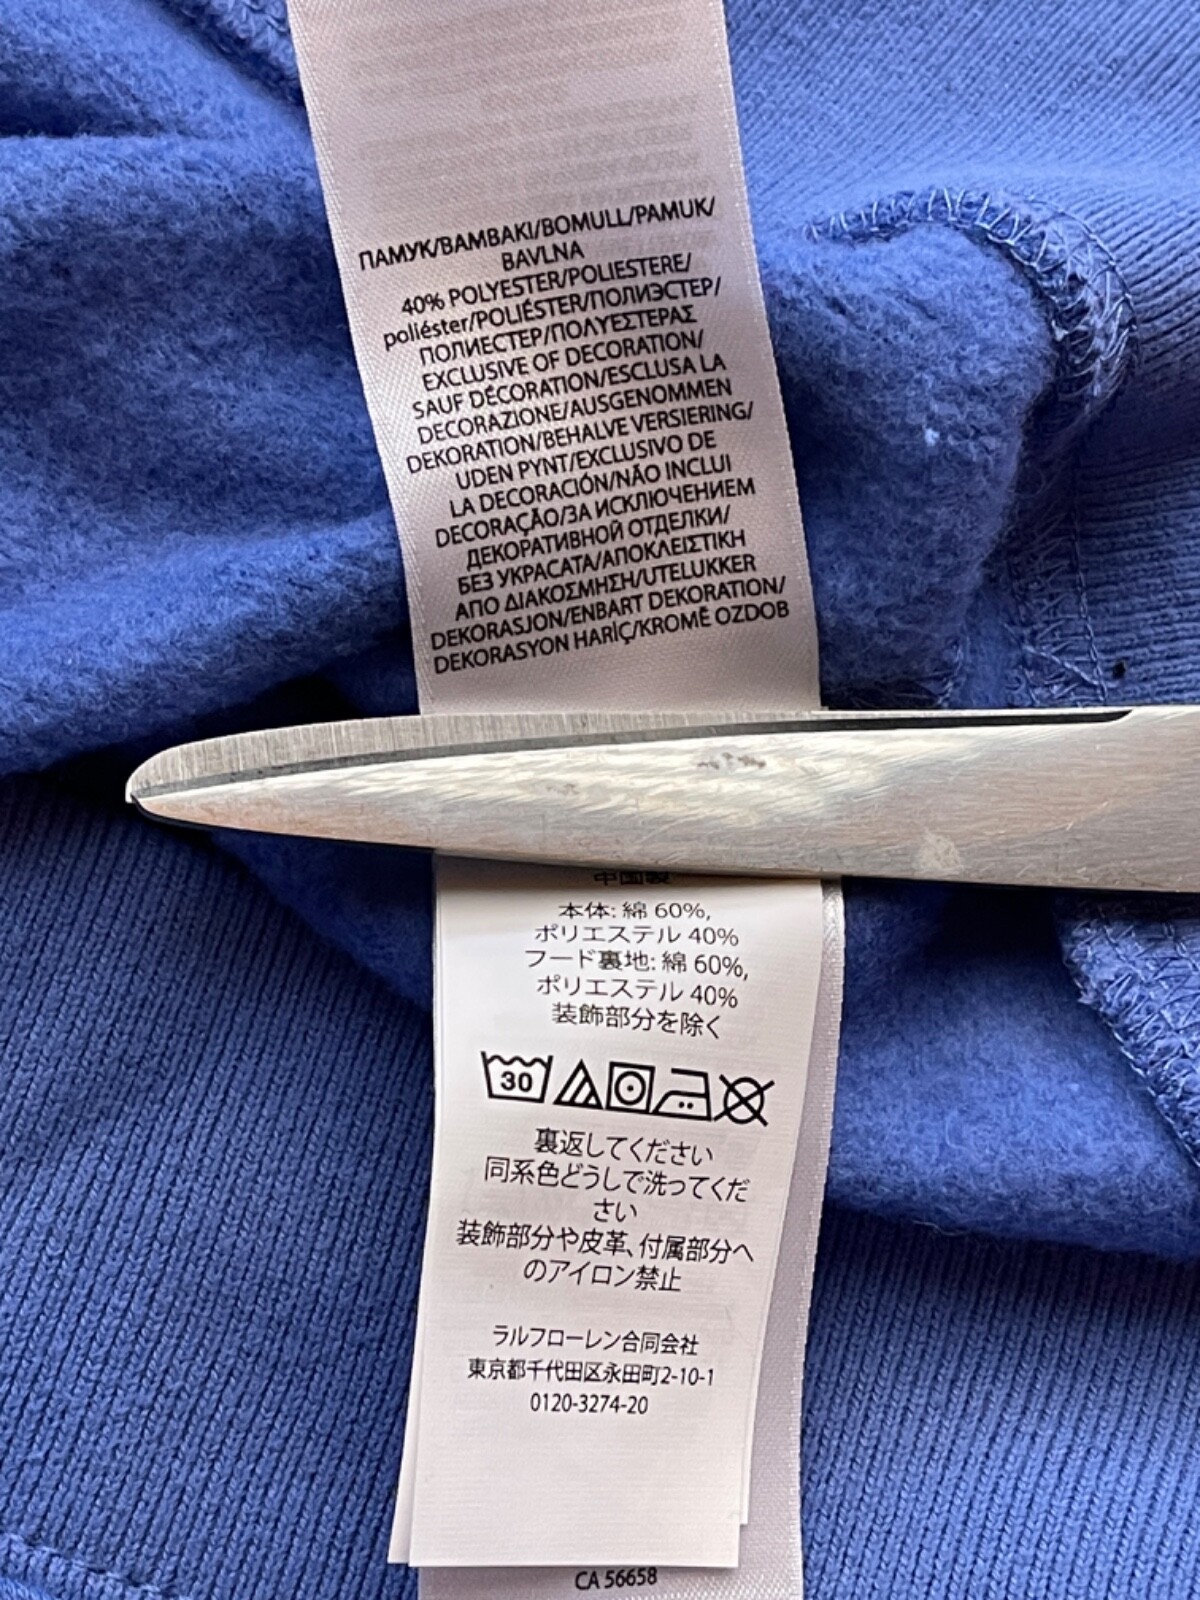 ПАМУК/BAMBAKI/BOMULL/PAMUK/
BAVLNA
40% POLYESTER/POLIESTERE/
poliéster/POLIÉSTER/ПОЛИЭСТЕР/
ПОЛИЕСТЕР/ΠΟΛΥΕΣΤΕΡΑΣ
EXCLUSIVE OF DECORATION/
SAUF DÉCORATION/ESCLUSA LA
DECORAZIONE/AUSGENOMMEN
DEKORATION/BEHALVE VERSIERING/
UDEN PYNT/EXCLUSIVO DE
LA DECORACIÓN/NÃO INCLUI
DECORAÇÃO/ЗА ИСКЛЮЧЕНИЕМ
ДЕКОРАТИВНОЙ ОТДЕЛКИ/
БЕЗ УКРАСАТА/ΑΠΟΚΛΕΙΣΤΙΚΗ
ΑΠΟ ΔΙΑΚΟΣΜΗΣΗ/UTELUKKER
DEKORASJON/ENBART DEKORATION/
DEKORASYON HARİÇ/KROMĚ OZDOB
中国製
本体: 綿 60%,
ポリエステル 40%
フード裏地: 綿 60%,
ポリエステル 40%
装飾部分を除く
30
裏返してください
同系色どうしで洗ってくだ
さい
装飾部分や皮革、付属部分へ
のアイロン禁止
ラルフローレン合同会社
東京都千代田区永田町2-10-1
0120-3274-20
CA 56658